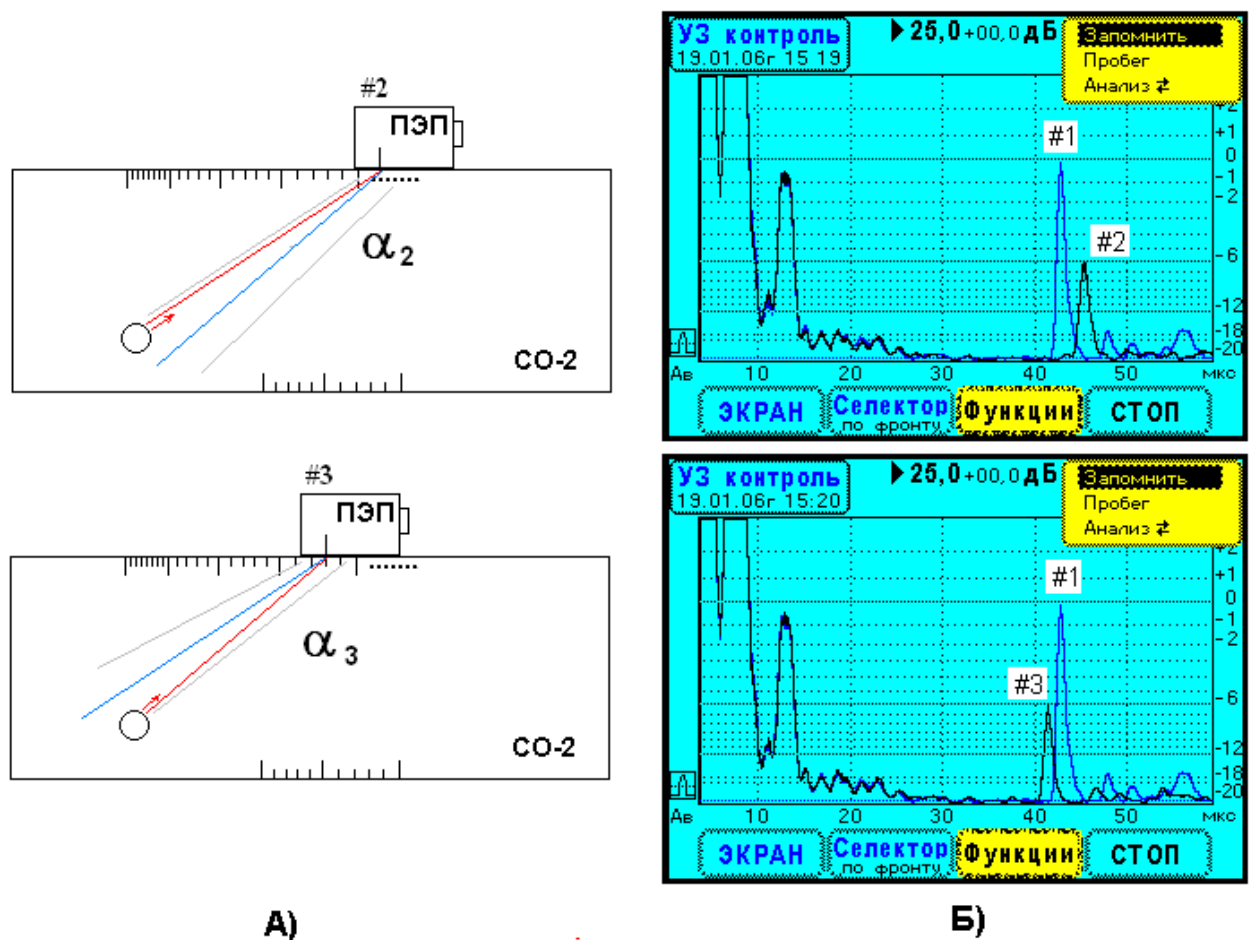 #2
ПЭП
α2
СО-2
УЗ контроль
19.01.06г 15 19
25,0+00,0 дБ
Запомнить
Пробег
Анализ ⇄
#1
#2
+2
+1
0
-1
-2
-6
-12
-18
-20
Ав
10
20
30
40
50
мкс
ЭКРАН
Селектор
по фронту
Функции
СТОП
#3
ПЭП
α3
СО-2
УЗ контроль
19.01.06г 15:20
25,0+00,0 дБ
Запомнить
Пробег
Анализ ⇄
#1
#3
+2
+1
0
-1
-2
-6
-12
-18
-20
Ав
10
20
30
40
50
мкс
ЭКРАН
Селектор
по фронту
Функции
СТОП
А)
Б)